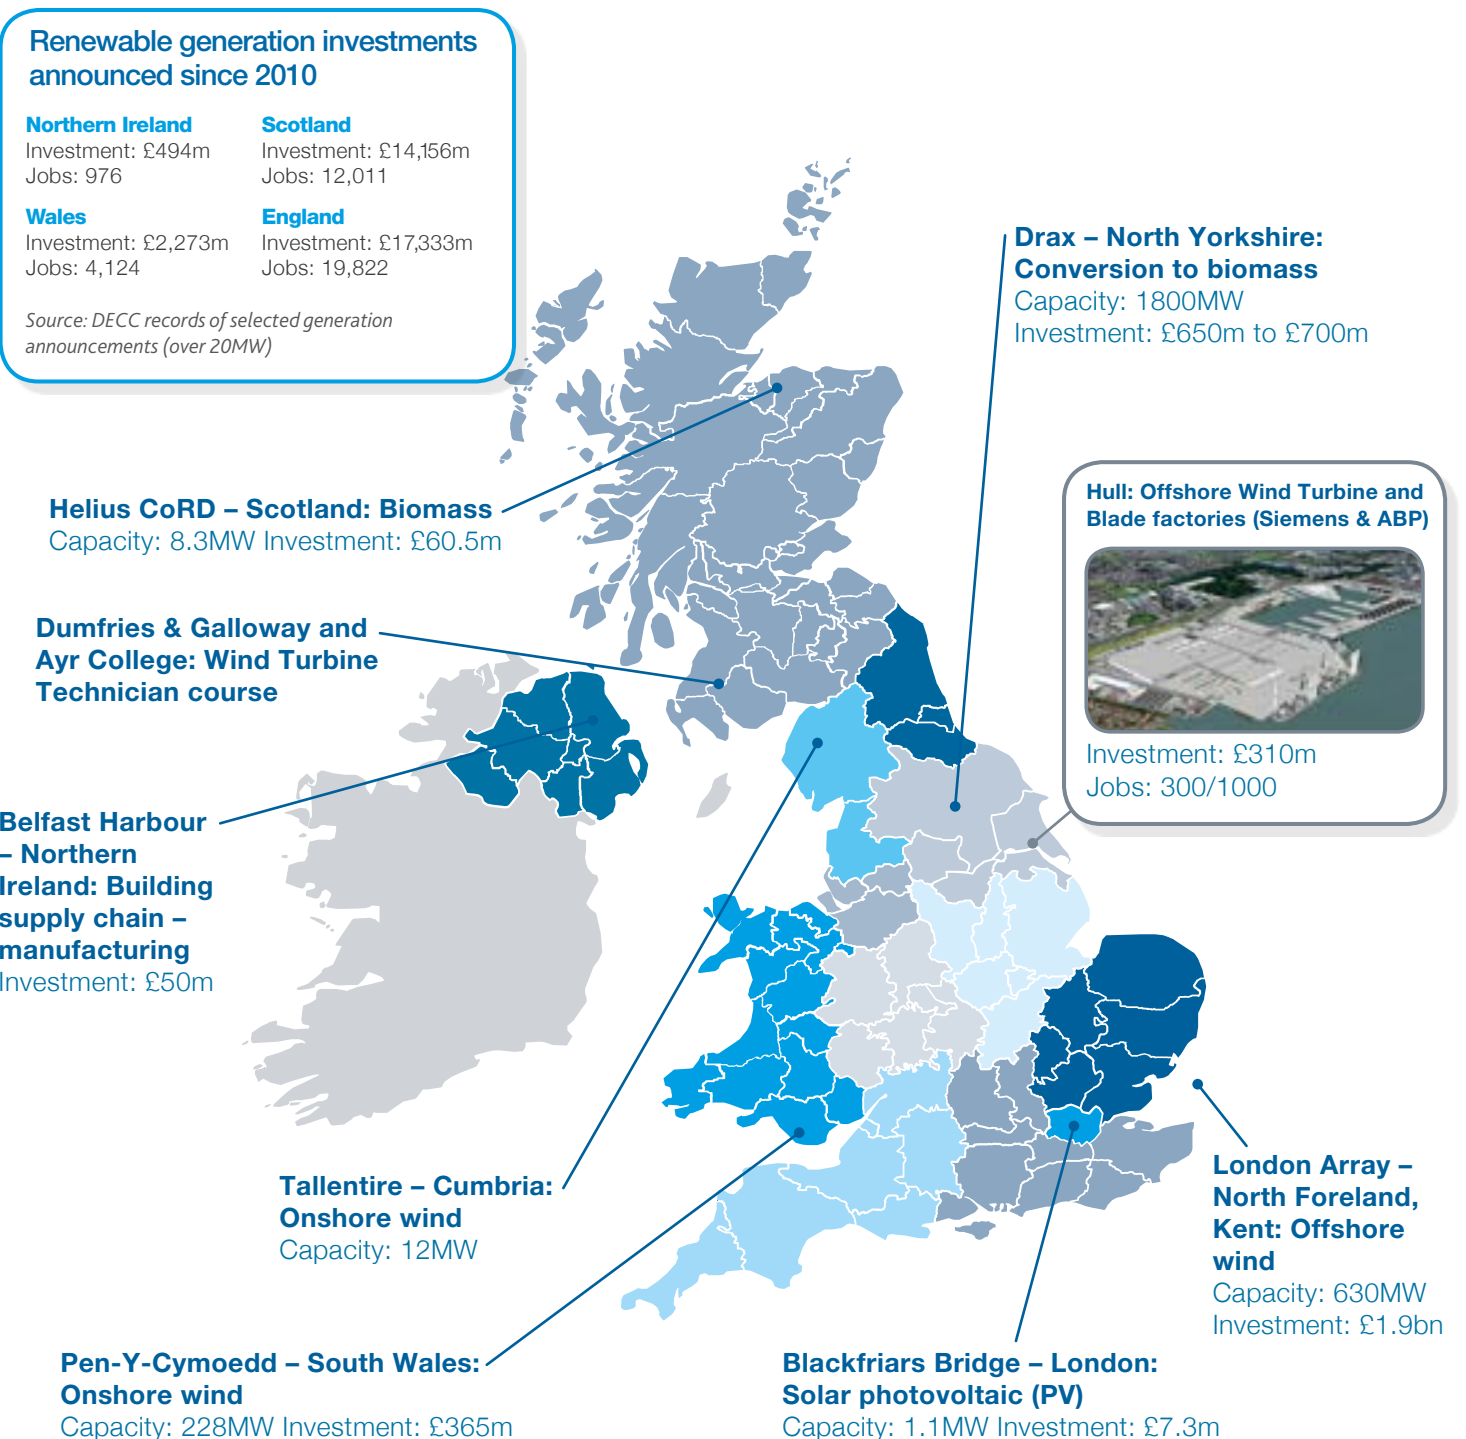 Renewable generation investments
announced since 2010
Northern Ireland
Investment: £494m
Jobs: 976
Scotland
Investment: £14,156m
Jobs: 12,011
Wales
Investment: £2,273m
Jobs: 4,124
England
Investment: £17,333m
Jobs: 19,822
Source: DECC records of selected generation
announcements (over 20MW)
Drax – North Yorkshire:
Conversion to biomass
Capacity: 1800MW
Investment: £650m to £700m
Helius CoRD – Scotland: Biomass
Capacity: 8.3MW Investment: £60.5m
Hull: Offshore Wind Turbine and
Blade factories (Siemens & ABP)
Investment: £310m
Jobs: 300/1000
Dumfries & Galloway and
Ayr College: Wind Turbine
Technician course
Belfast Harbour
– Northern
Ireland: Building
supply chain –
manufacturing
Investment: £50m
Tallentire – Cumbria:
Onshore wind
Capacity: 12MW
London Array –
North Foreland,
Kent: Offshore
wind
Capacity: 630MW
Investment: £1.9bn
Pen-Y-Cymoedd – South Wales:
Onshore wind
Capacity: 228MW Investment: £365m
Blackfriars Bridge – London:
Solar photovoltaic (PV)
Capacity: 1.1MW Investment: £7.3m